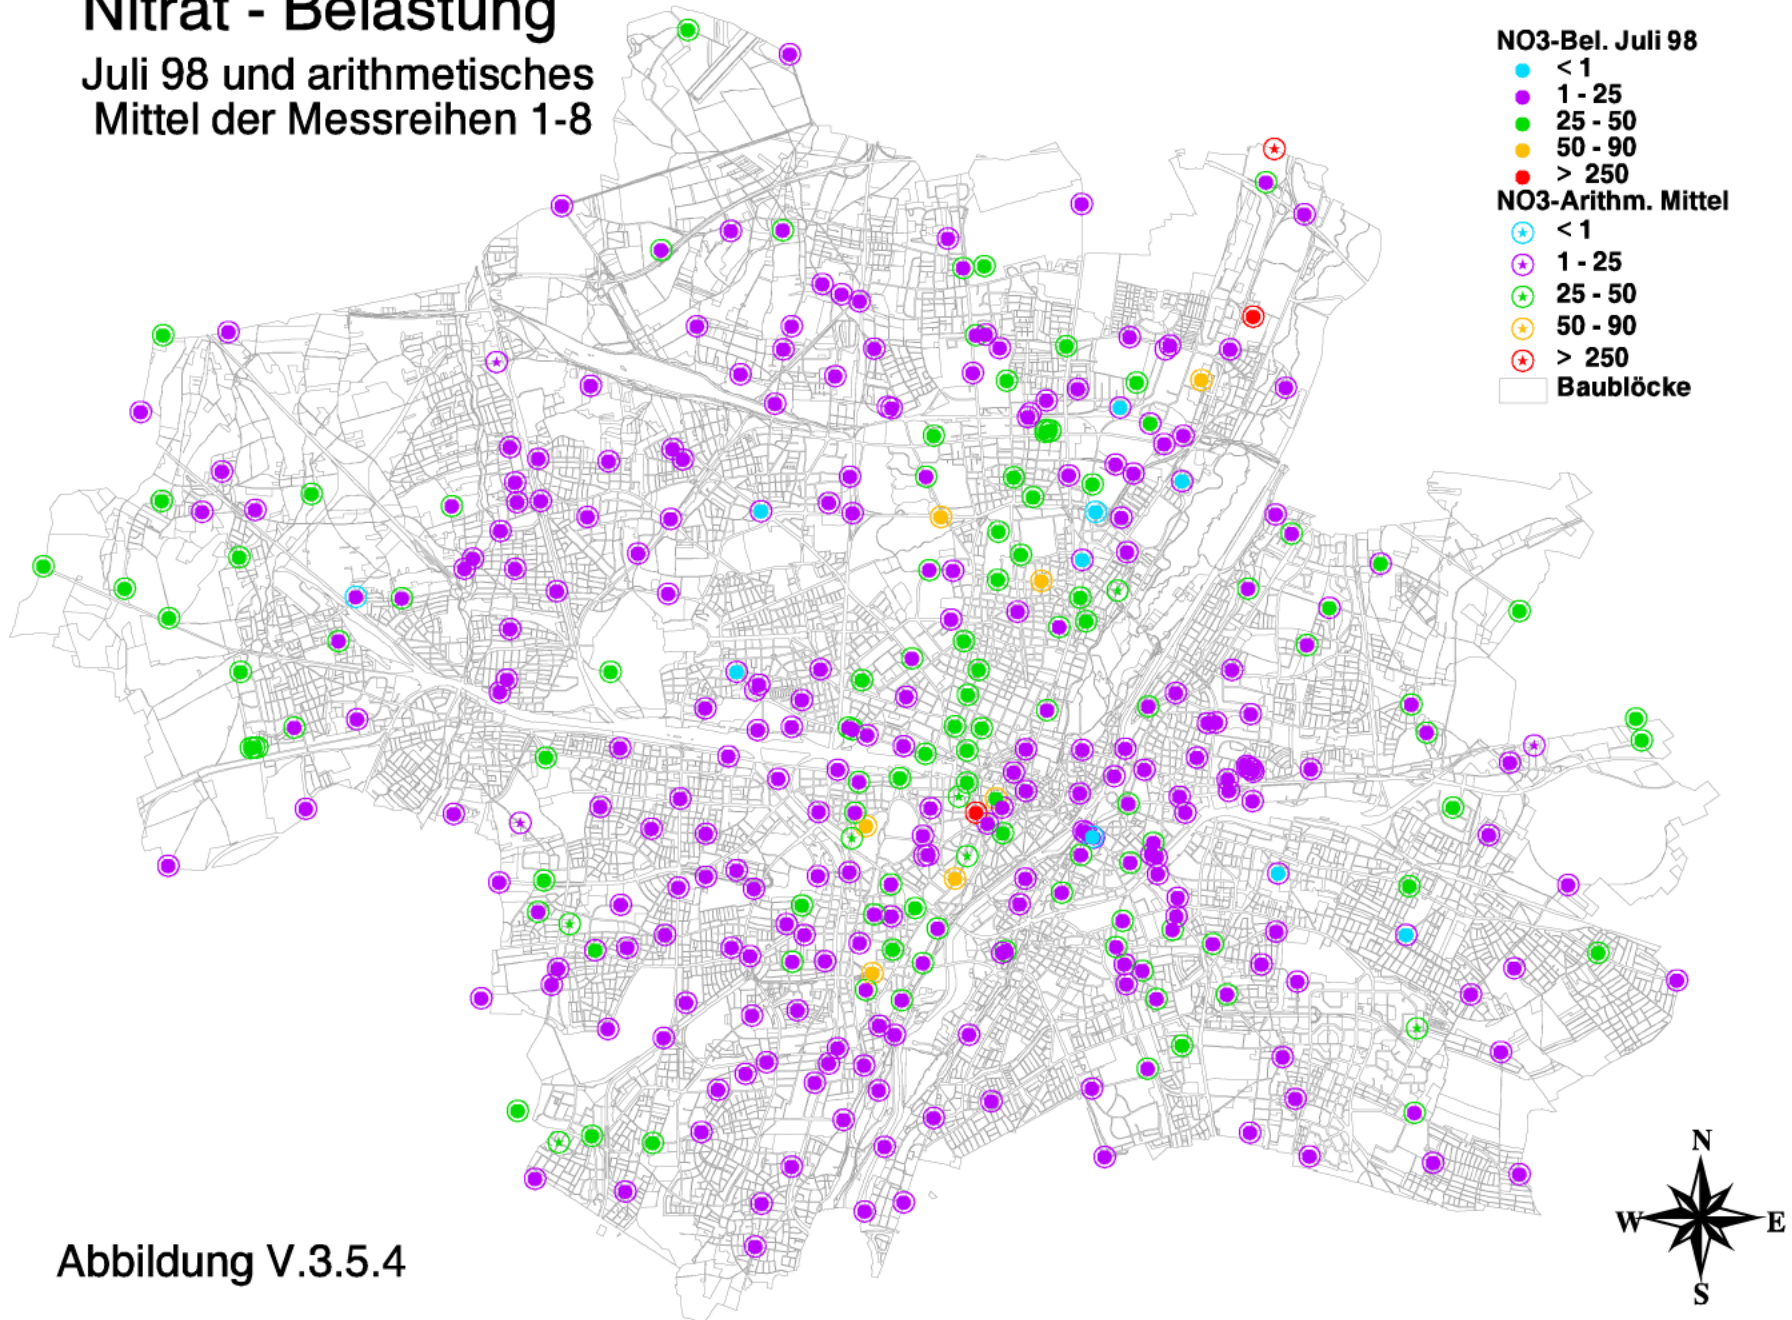 Nitrat - Belastung
Juli 98 und arithmetisches
Mittel der Messreihen 1-8
NO3-Bel. Juli 98
< 1
1 - 25
25 - 50
50 - 90
> 250
NO3-Arithm. Mittel
< 1
1 - 25
25 - 50
50 - 90
> 250
Baublöcke
N
W E
S
Abbildung V.3.5.4